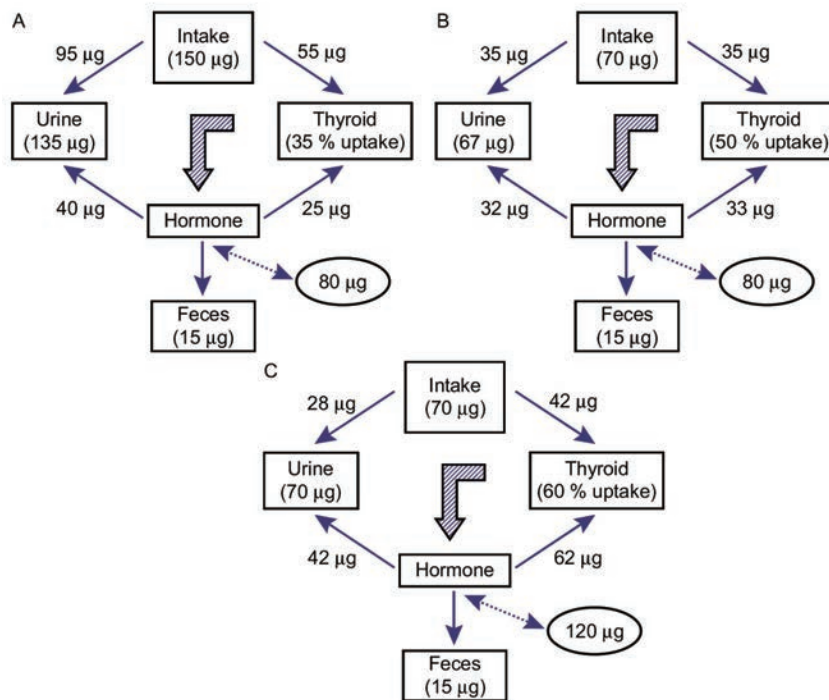 A
Intake
(150 µg)
95 µg
55 µg
Urine
(135 µg)
Thyroid
(35 % uptake)
40 µg
Hormone
25 µg
80 µg
Feces
(15 µg)
B
Intake
(70 µg)
35 µg
35 µg
Urine
(67 µg)
Thyroid
(50 % uptake)
32 µg
Hormone
33 µg
80 µg
Feces
(15 µg)
C
Intake
(70 µg)
28 µg
42 µg
Urine
(70 µg)
Thyroid
(60 % uptake)
42 µg
Hormone
62 µg
120 µg
Feces
(15 µg)